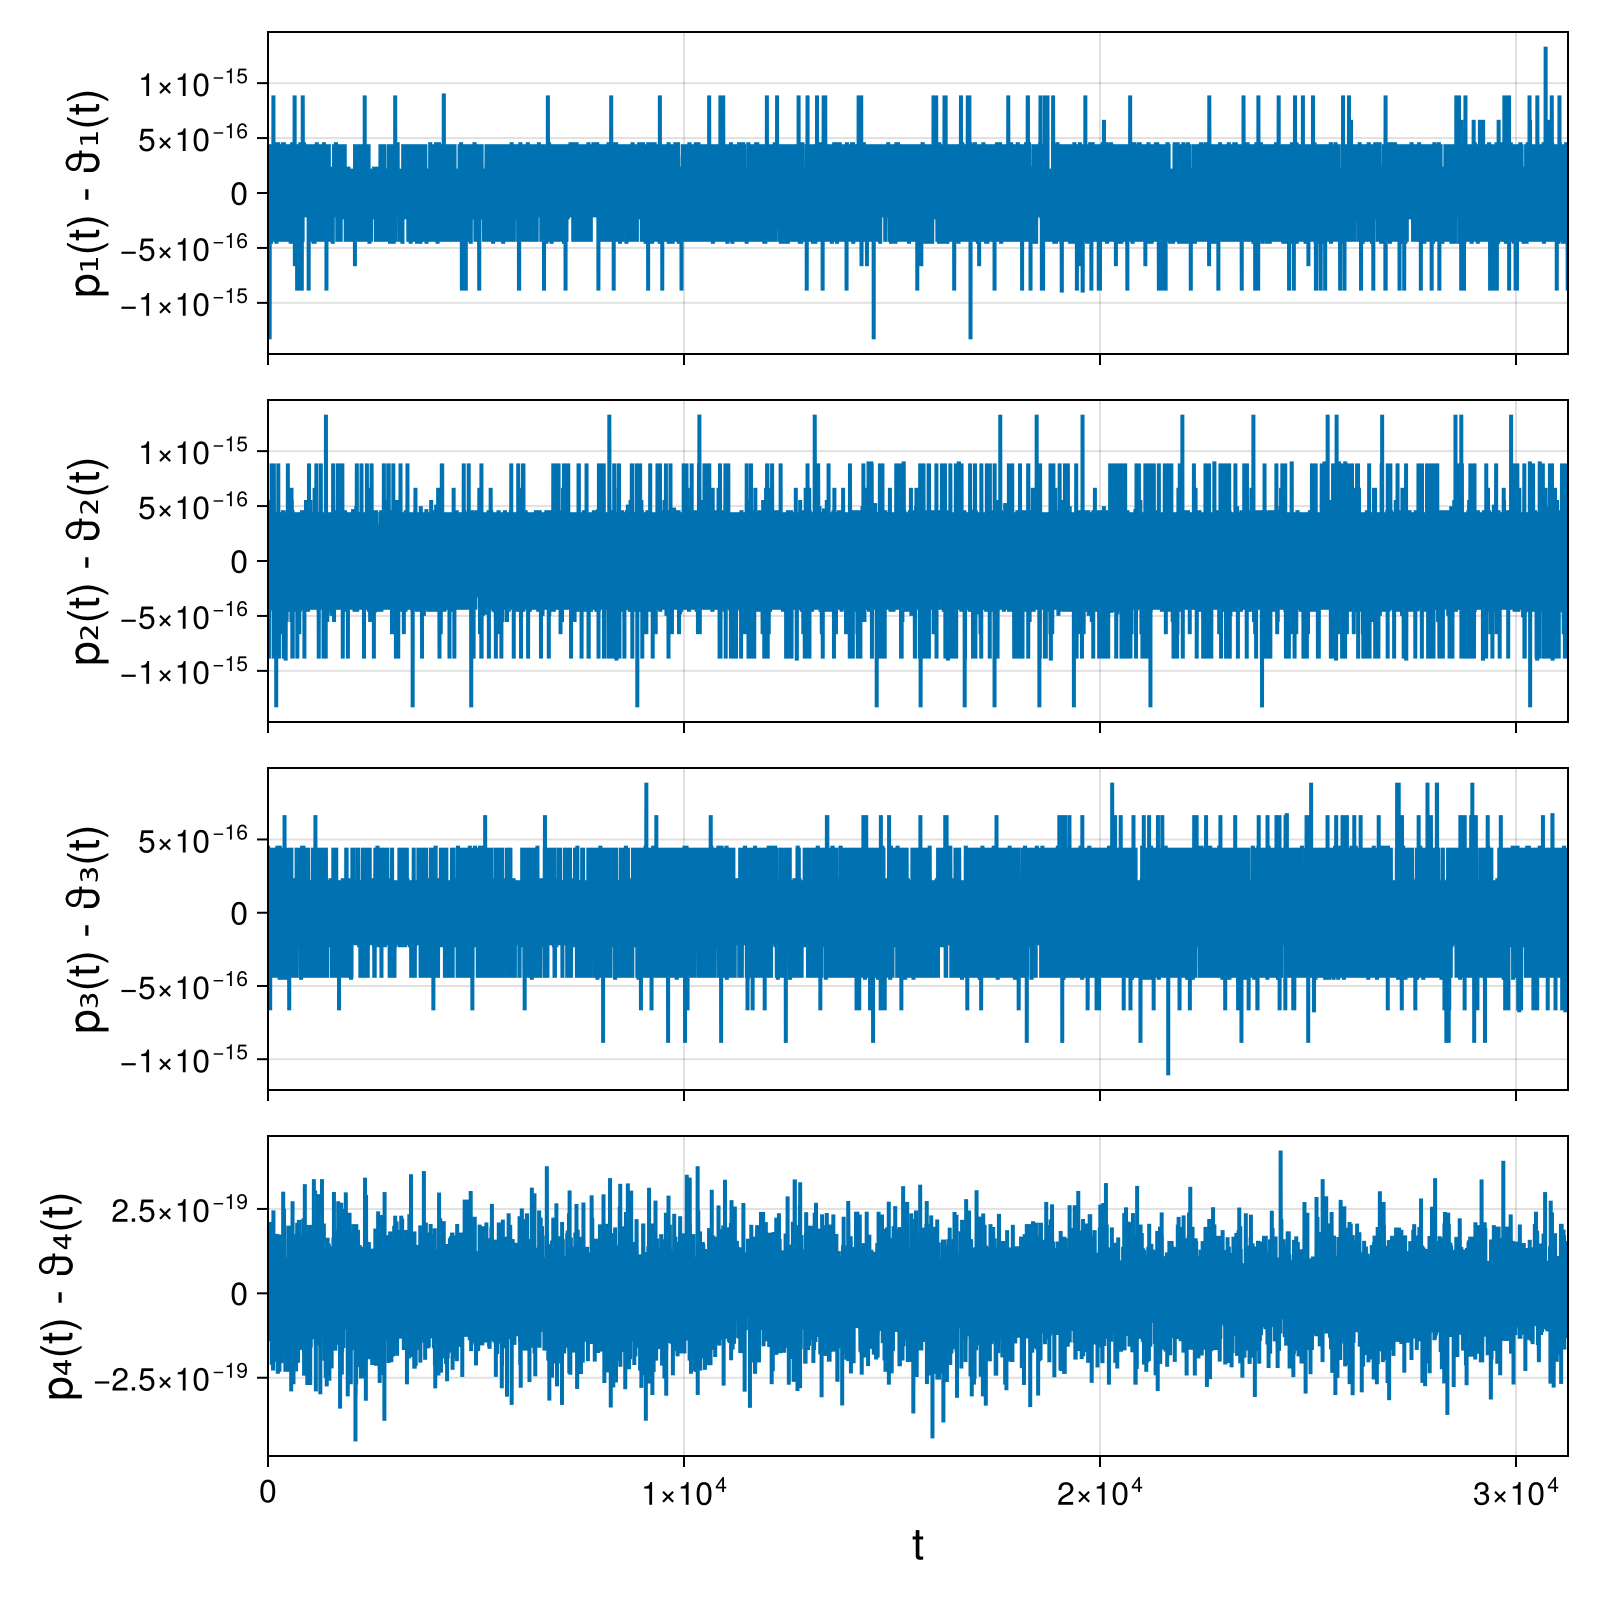 p₁(t) - ϑ₁(t)
1×10⁻¹⁵
5×10⁻¹⁶
0
−5×10⁻¹⁶
−1×10⁻¹⁵
p₂(t) - ϑ₂(t)
1×10⁻¹⁵
5×10⁻¹⁶
0
−5×10⁻¹⁶
−1×10⁻¹⁵
p₃(t) - ϑ₃(t)
5×10⁻¹⁶
0
−5×10⁻¹⁶
−1×10⁻¹⁵
p₄(t) - ϑ₄(t)
2.5×10⁻¹⁹
0
−2.5×10⁻¹⁹
0 1×10⁴ 2×10⁴ 3×10⁴
t